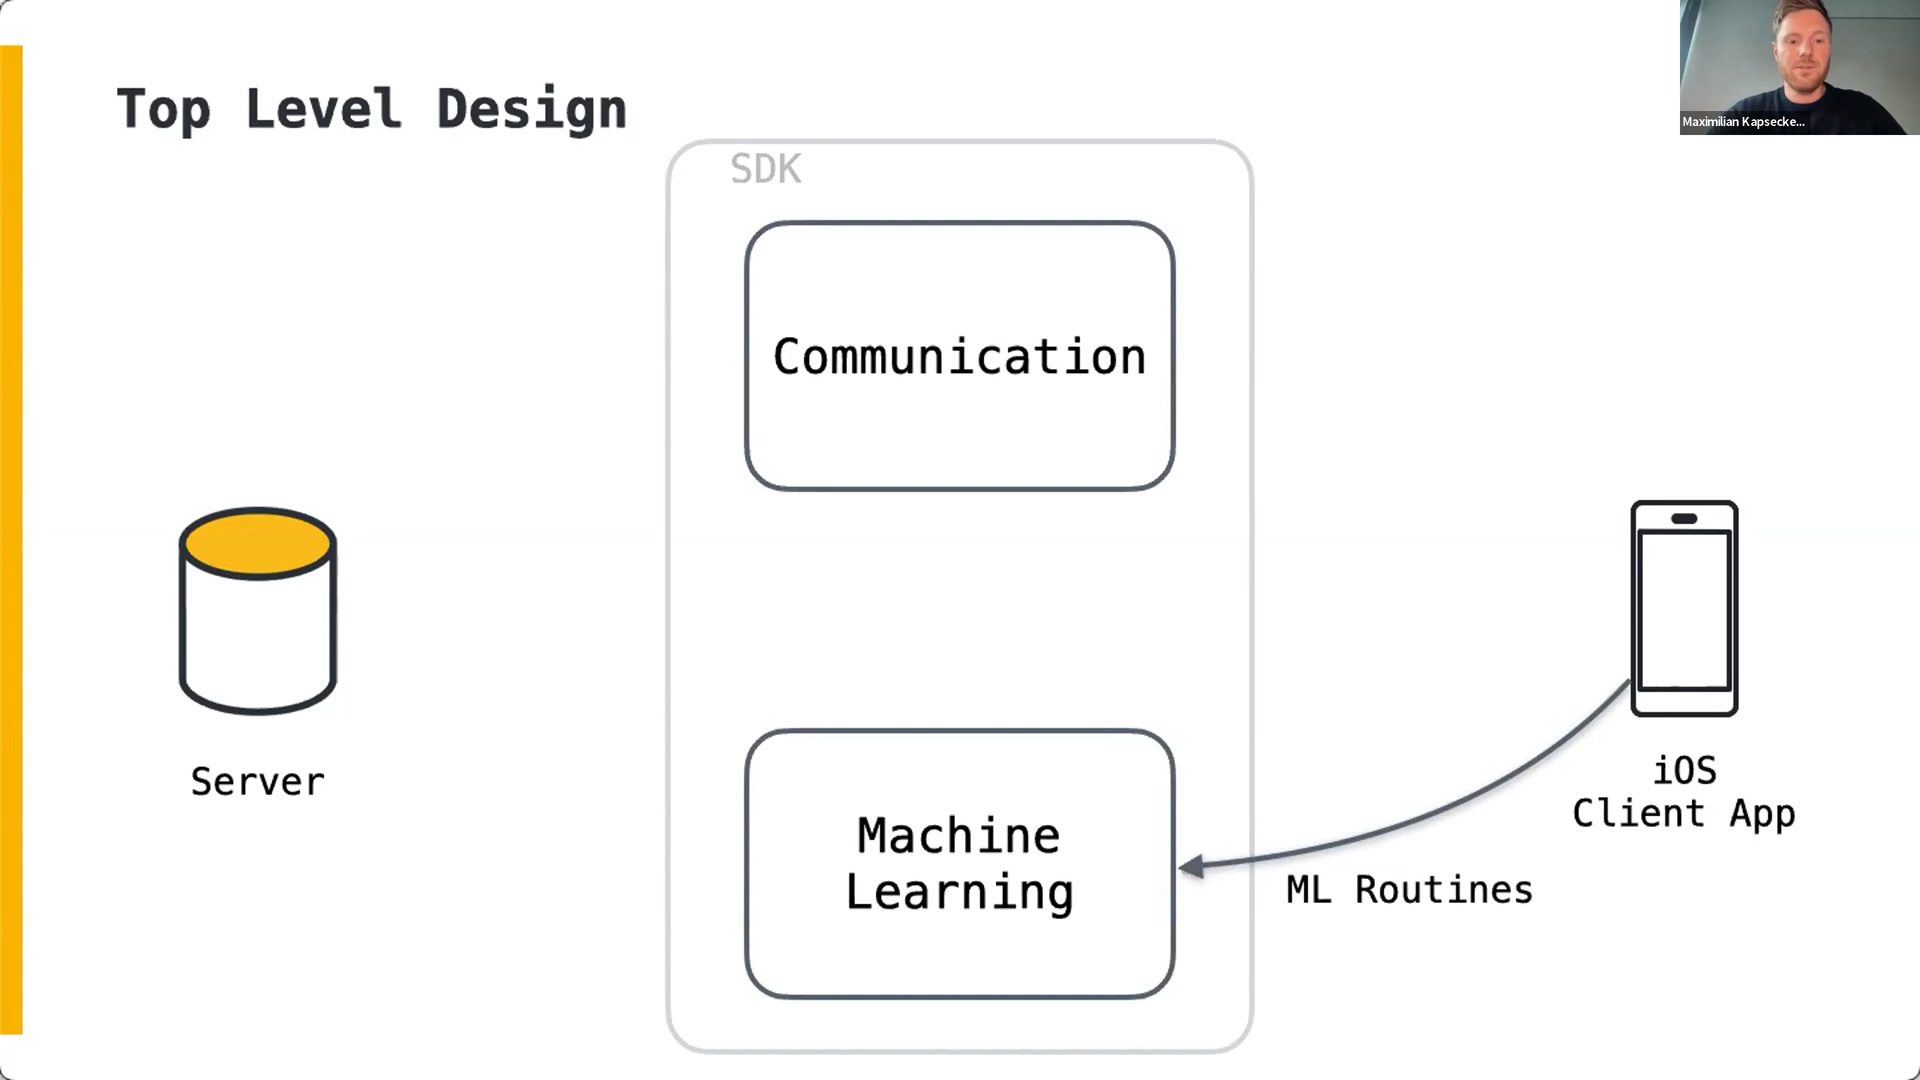 Top Level Design
Maximilian Kapsecke...
SDK
Communication
Server
Machine
Learning
iOS
Client App
ML Routines